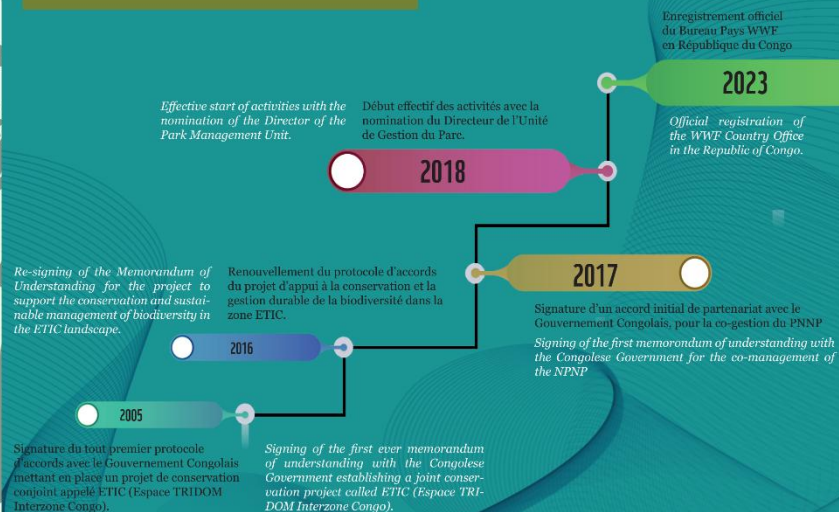 Enregistrement officiel
du Bureau Pays WWF
en République du Congo
2023
Official registration of
the WWF Country Office
in the Republic of Congo.
Effective start of activities with the
nomination of the Director of the
Park Management Unit.
Début effectif des activités avec la
nomination du Directeur de l'Unité
de Gestion du Parc.
2018
2017
Signature d'un accord initial de partenariat avec le
Gouvernement Congolais, pour la co-gestion du PNNP
Signing of the first memorondum of understanding with
the Congolese Government for the co-management of
the NPNP
Re-signing of the Memorandum of
Understanding for the project to
support the conservation and sustai-
nable management of biodiversity in
the ETIC landscape.
Renouvellement du protocole d'accords
du projet d'appui à la conservation et la
gestion durable de la biodiversité dans la
zone ETIC.
2016
2005
Signature du tout premier protocole
d'accords avec le Gouvernement Congolais
mettant en place un projet de conservation
conjoint appelé ETIC (Espace TRIDOM
Interzone Congo).
Signing of the first ever memorandum
of understanding with the Congolese
Government establishing a joint conser-
vation project called ETIC (Espace TRI-
DOM Interzone Congo).